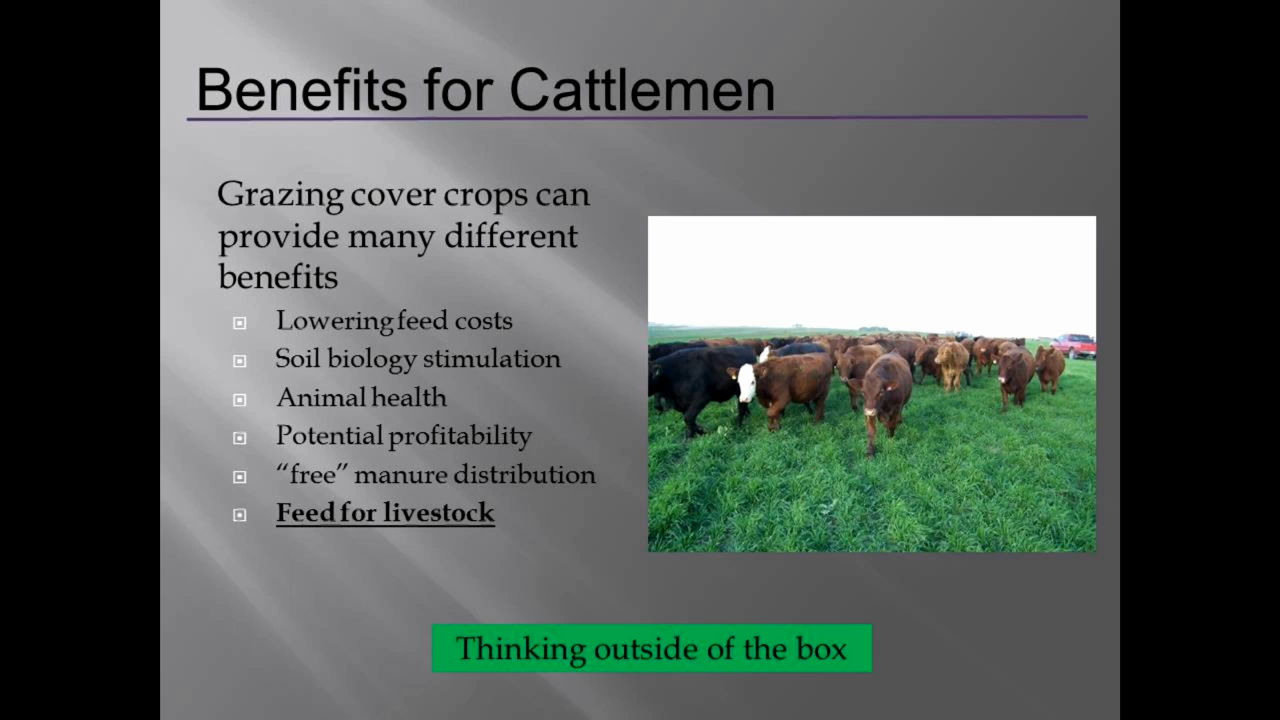 Benefits for Cattlemen
Grazing cover crops can
provide many different
benefits
Lowering feed costs
Soil biology stimulation
Animal health
Potential profitability
“free” manure distribution
Feed for livestock
Thinking outside of the box